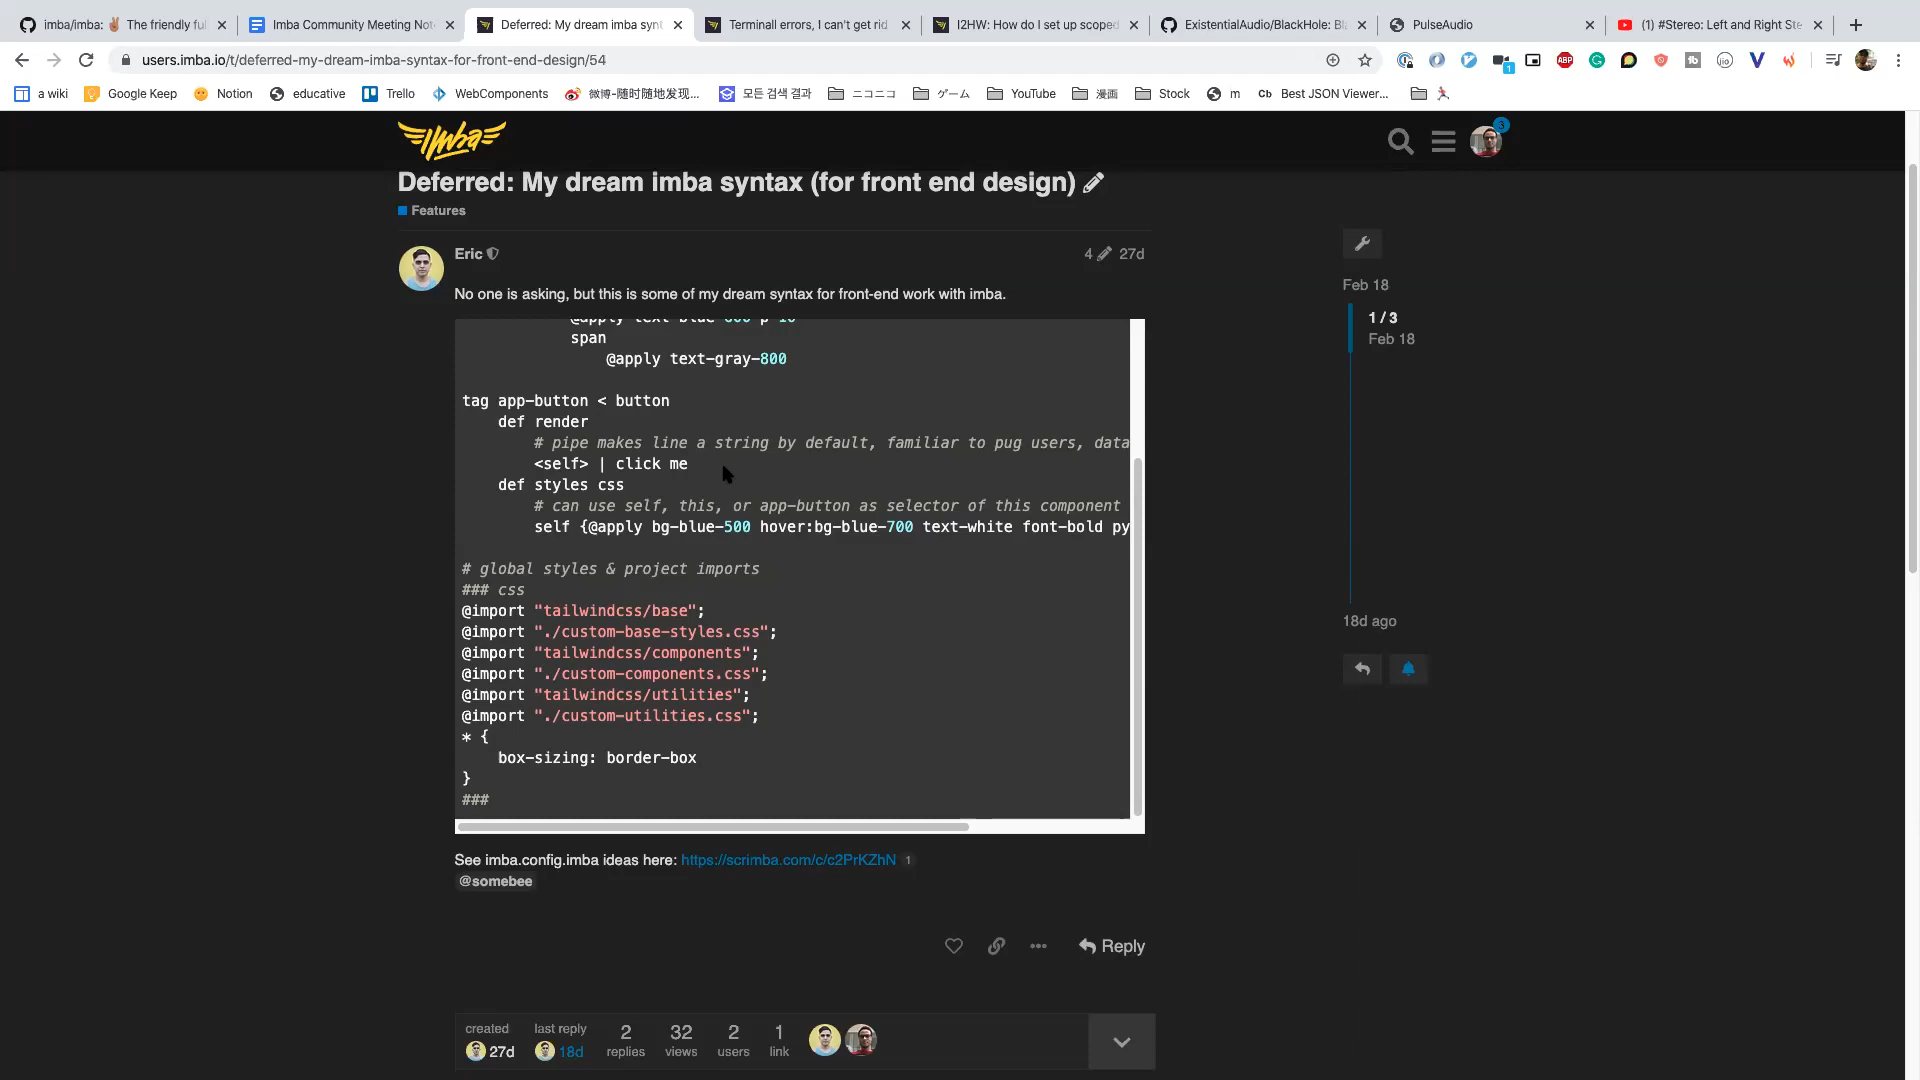 imba/imba: ✌🏽 The friendly ful
Imba Community Meeting Not
Deferred: My dream imba synt
Terminall errors, I can't get rid
I2HW: How do I set up scoped
ExistentialAudio/BlackHole: Bl
PulseAudio
(1) #Stereo: Left and Right Ste
users.imba.io/t/deferred-my-dream-imba-syntax-for-front-end-design/54
1
ABP
a wiki
Google Keep
Notion
educative
Trello
WebComponents
微博-随时随地发现...
모든 검색 결과
ニコニコ
ゲーム
YouTube
漫画
Stock
m
Cb Best JSON Viewer...
imba
3
Deferred: My dream imba syntax (for front end design)
Features
Eric
4 27d
No one is asking, but this is some of my dream syntax for front-end work with imba.
@apply text-blue-600 p-10
span
@apply text-gray-800
tag app-button < button
def render
# pipe makes line a string by default, familiar to pug users, data
<self> | click me
def styles css
# can use self, this, or app-button as selector of this component
self {@apply bg-blue-500 hover:bg-blue-700 text-white font-bold py
# global styles & project imports
### css
@import "tailwindcss/base";
@import "./custom-base-styles.css";
@import "tailwindcss/components";
@import "./custom-components.css";
@import "tailwindcss/utilities";
@import "./custom-utilities.css";
* {
box-sizing: border-box
}
###
See imba.config.imba ideas here: https://scrimba.com/c/c2PrKZhN 1
@somebee
Reply
Feb 18
1 / 3
Feb 18
18d ago
created
27d
last reply
18d
2
replies
32
views
2
users
1
link